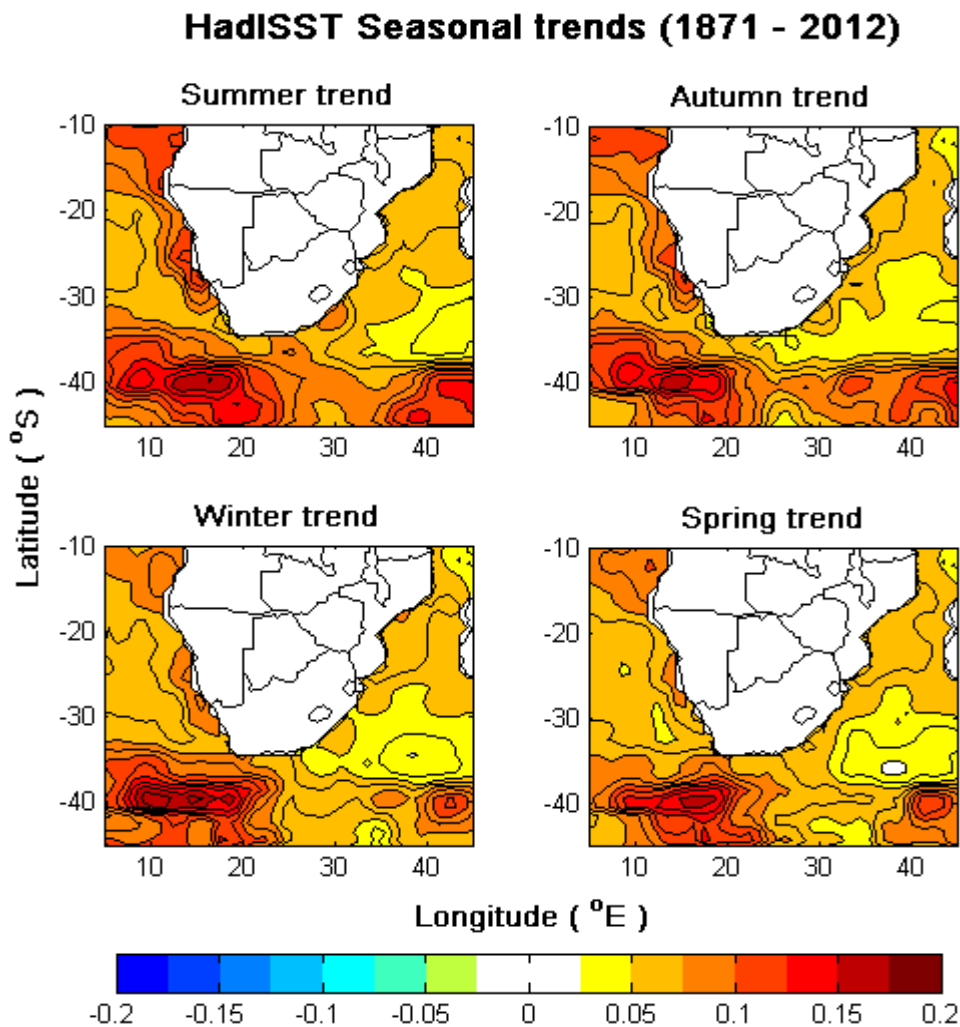 HadISST Seasonal trends (1871 - 2012)
Summer trend
Autumn trend
-10
-20
-30
-40
10 20 30 40
-10
-20
-30
-40
10 20 30 40
Latitude ( °S )
Winter trend
Spring trend
-10
-20
-30
-40
10 20 30 40
-10
-20
-30
-40
10 20 30 40
Longitude ( °E )
-0.2 -0.15 -0.1 -0.05 0 0.05 0.1 0.15 0.2